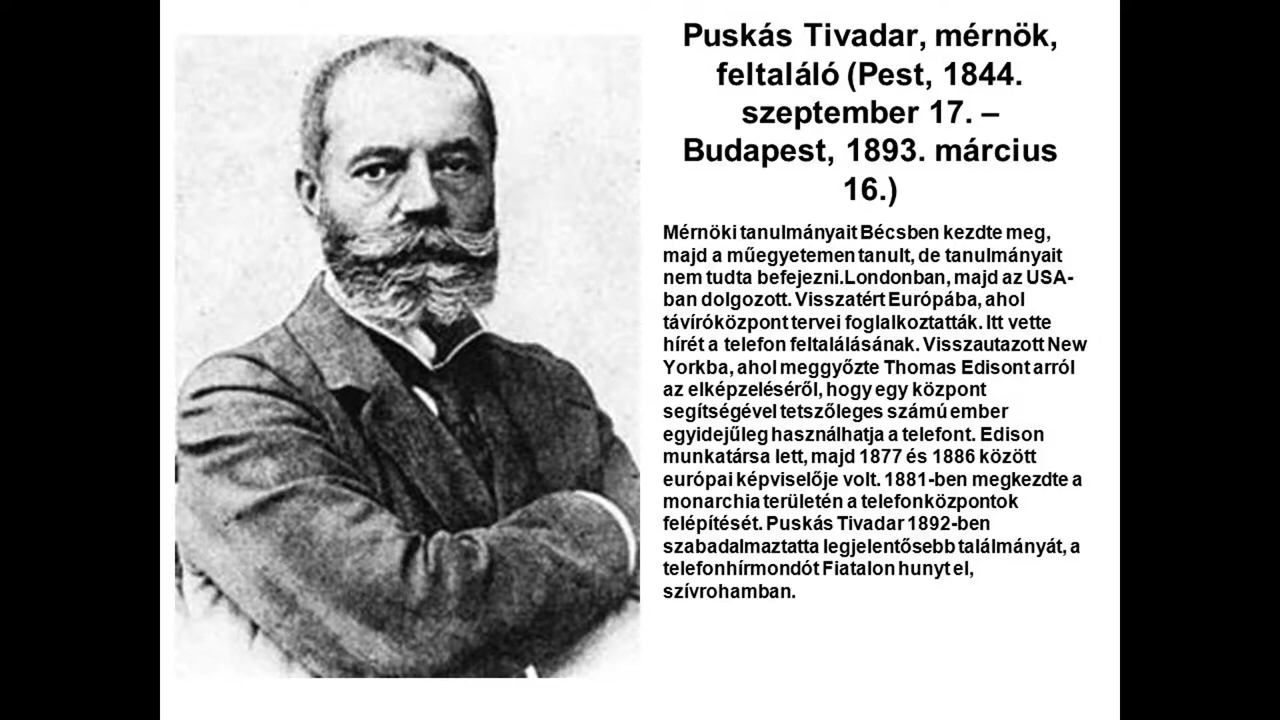 Puskás Tivadar, mérnök,
feltaláló (Pest, 1844.
szeptember 17. –
Budapest, 1893. március
16.)
Mérnöki tanulmányait Bécsben kezdte meg,
majd a műegyetemen tanult, de tanulmányait
nem tudta befejezni.Londonban, majd az USA-
ban dolgozott. Visszatért Európába, ahol
távíróközpont tervei foglalkoztatták. Itt vette
hírét a telefon feltalálásának. Visszautazott New
Yorkba, ahol meggyőzte Thomas Edisont arról
az elképzeléséről, hogy egy központ
segítségével tetszőleges számú ember
egyidejűleg használhatja a telefont. Edison
munkatársa lett, majd 1877 és 1886 között
európai képviselője volt. 1881-ben megkezdte a
monarchia területén a telefonközpontok
felépítését. Puskás Tivadar 1892-ben
szabadalmaztatta legjelentősebb találmányát, a
telefonhírmondót Fiatalon hunyt el,
szívrohamban.